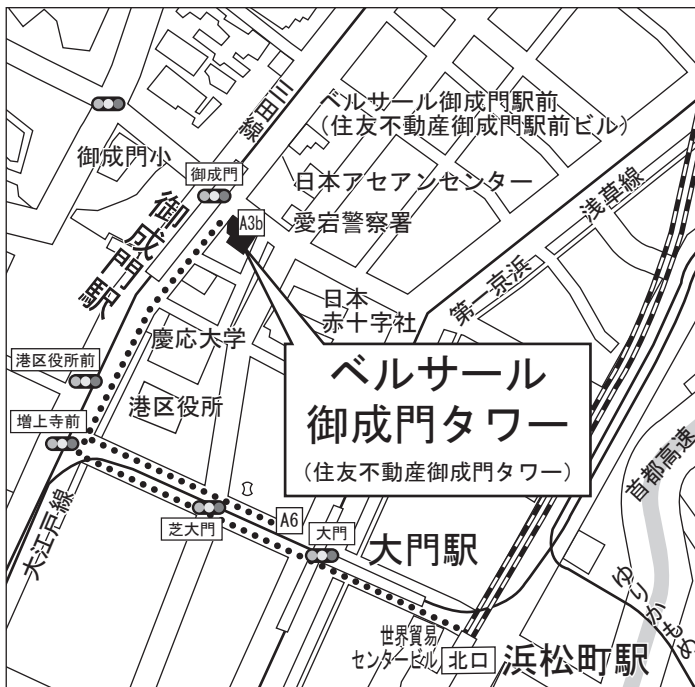 三田線
ベルサール御成門駅前
(住友不動産御成門駅前ビル)
御成門小
御成門
日本アセアンセンター
浅草線
御成門駅
A3b
愛宕警察署
第一京浜
日本
赤十字社
慶応大学
ベルサール
御成門タワー
(住友不動産御成門タワー)
港区役所前
港区役所
増上寺前
首都高速
大江戸線
芝大門
A6
大門
大門駅
ゆりかもめ
世界貿易
センタービル
北口
浜松町駅